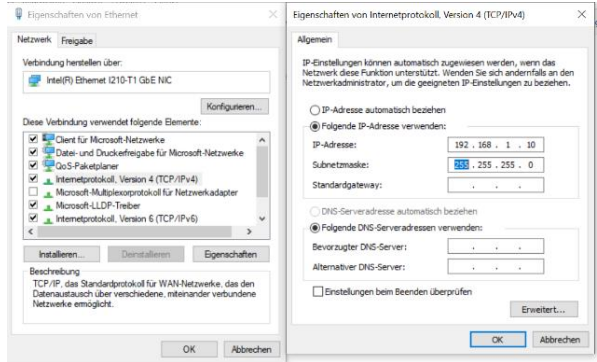 Eigenschaften von Ethernet
Netzwerk Freigabe
Verbindung herstellen über:
Intel(R) Ethernet I210-T1 GbE NIC
Konfigurieren...
Diese Verbindung verwendet folgende Elemente:
Client für Microsoft-Netzwerke
Datei- und Druckerfreigabe für Microsoft-Netzwerke
QoS-Paketplaner
Internetprotokoll, Version 4 (TCP/IPv4)
Microsoft-Multiplexorprotokoll für Netzwerkadapter
Microsoft-LLDP-Treiber
Internetprotokoll, Version 6 (TCP/IPv6)
Installieren... Deinstallieren Eigenschaften
Beschreibung
TCP/IP, das Standardprotokoll für WAN-Netzwerke, das den
Datenaustausch über verschiedene, miteinander verbundene
Netzwerke ermöglicht.
OK Abbrechen
Eigenschaften von Internetprotokoll, Version 4 (TCP/IPv4)
Allgemein
IP-Einstellungen können automatisch zugewiesen werden, wenn das
Netzwerk diese Funktion unterstützt. Wenden Sie sich andernfalls an den
Netzwerkadministrator, um die geeigneten IP-Einstellungen zu beziehen.
IP-Adresse automatisch beziehen
Folgende IP-Adresse verwenden:
IP-Adresse: 192 . 168 . 1 . 10
Subnetzmaske: 255 . 255 . 255 . 0
Standardgateway: . . .
DNS-Serveradresse automatisch beziehen
Folgende DNS-Serveradressen verwenden:
Bevorzugter DNS-Server: . . .
Alternativer DNS-Server: . . .
Einstellungen beim Beenden überprüfen
Erweitert...
OK Abbrechen